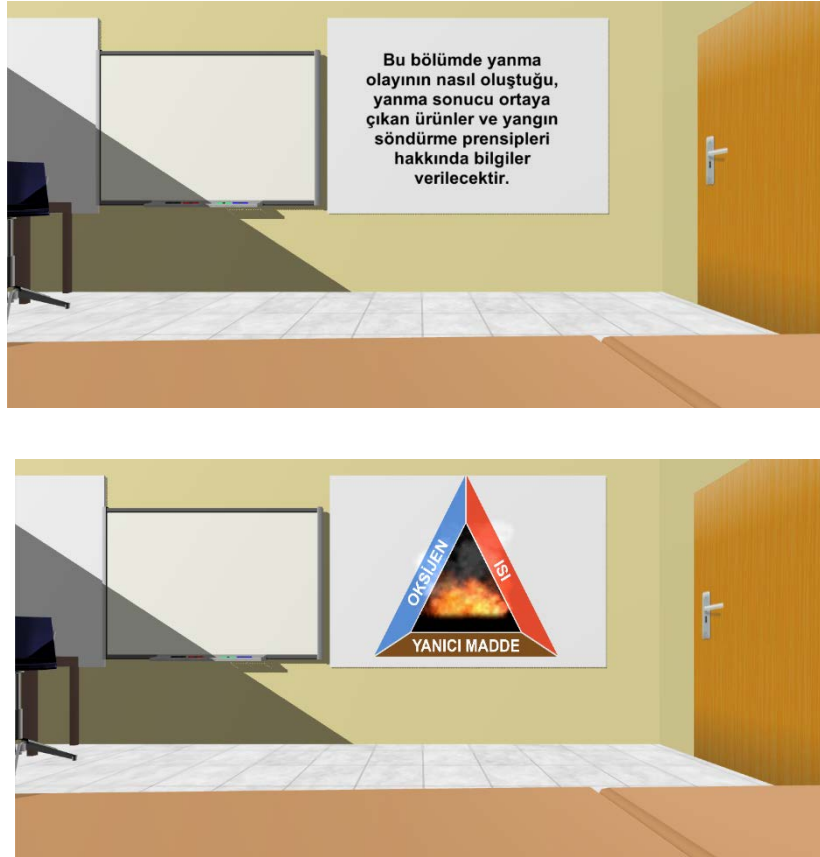 Bu bölümde yanma
olayının nasıl oluştuğu,
yanma sonucu ortaya
çıkan ürünler ve yangın
söndürme prensipleri
hakkında bilgiler
verilecektir.
OKSİJEN
ISI
YANICI MADDE